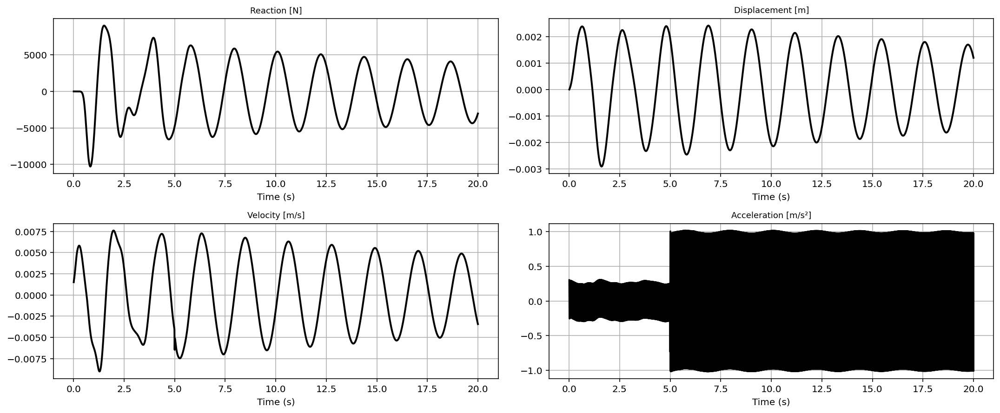 Reaction [N]
5000
0
−5000
−10000
0.0 2.5 5.0 7.5 10.0 12.5 15.0 17.5 20.0
Time (s)
Displacement [m]
0.002
0.001
0.000
−0.001
−0.002
−0.003
0.0 2.5 5.0 7.5 10.0 12.5 15.0 17.5 20.0
Time (s)
Velocity [m/s]
0.0075
0.0050
0.0025
0.0000
−0.0025
−0.0050
−0.0075
0.0 2.5 5.0 7.5 10.0 12.5 15.0 17.5 20.0
Time (s)
Acceleration [m/s²]
1.0
0.5
0.0
−0.5
−1.0
0.0 2.5 5.0 7.5 10.0 12.5 15.0 17.5 20.0
Time (s)